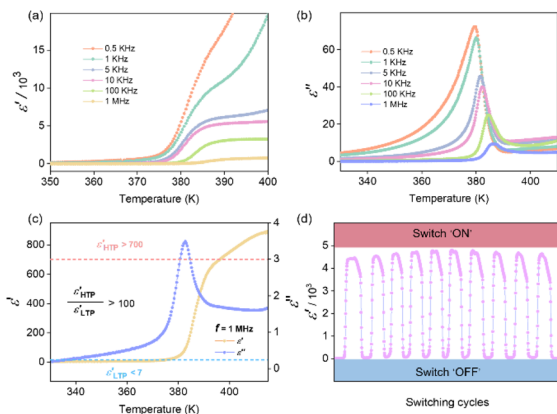 (a)
0.5 KHz
1 KHz
5 KHz
10 KHz
100 KHz
1 MHz
ε′ / 10³
15
10
5
0
350 360 370 380 390 400
Temperature (K)
(b)
0.5 KHz
1 KHz
5 KHz
10 KHz
100 KHz
1 MHz
ε″
60
40
20
0
340 360 380 400
Temperature (K)
(c)
ε′HTP > 700
ε′HTP
ε′LTP
> 100
f = 1 MHz
ε′
ε″
ε′LTP < 7
ε′
800
600
400
200
0
ε″
4
3
2
1
0
340 360 380 400
Temperature (K)
(d)
Switch 'ON'
ε′ / 10³
5
4
3
2
1
0
Switch 'OFF'
Switching cycles